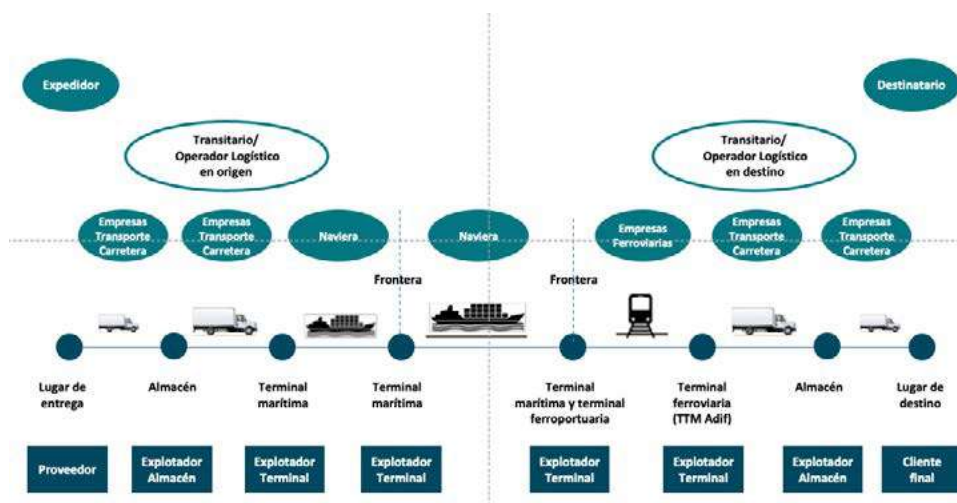 Expedidor
Destinatario
Transitario/
Operador Logístico
en origen
Transitario/
Operador Logístico
en destino
Empresas
Transporte
Carretera
Empresas
Transporte
Carretera
Naviera
Naviera
Empresas
Ferroviarias
Empresas
Transporte
Carretera
Empresas
Transporte
Carretera
Frontera
Frontera
Lugar de
entrega
Almacén
Terminal
marítima
Terminal
marítima
Terminal
marítima y terminal
ferroportuaria
Terminal
ferroviaria
(TTM Adif)
Almacén
Lugar de
destino
Proveedor
Explotador
Almacén
Explotador
Terminal
Explotador
Terminal
Explotador
Terminal
Explotador
Terminal
Explotador
Almacén
Cliente
final